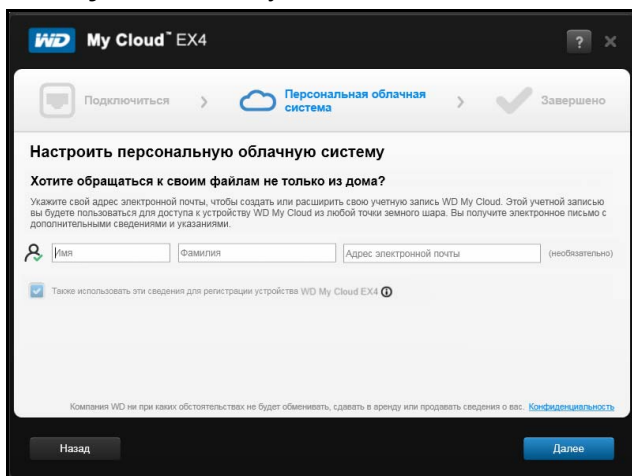 WD My Cloud™ EX4 ? ×
Подключиться > Персональная облачная система > Завершено
Настроить персональную облачную систему
Хотите обращаться к своим файлам не только из дома?
Укажите свой адрес электронной почты, чтобы создать или расширить свою учетную запись WD My Cloud. Этой учетной записью
вы будете пользоваться для доступа к устройству WD My Cloud из любой точки земного шара. Вы получите электронное письмо с
дополнительными сведениями и указаниями.
Имя Фамилия Адрес электронной почты (необязательно)
Также использовать эти сведения для регистрации устройства WD My Cloud EX4
Компания WD ни при каких обстоятельствах не будет обменивать, сдавать в аренду или продавать сведения о вас. Конфиденциальность
Назад Далее